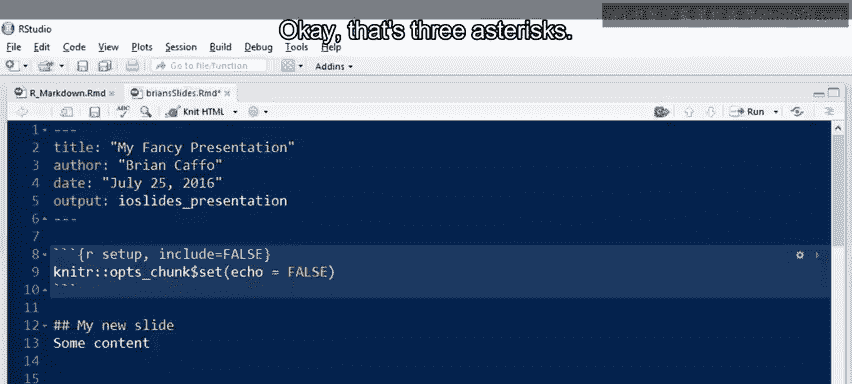 Okay, that's three asterisks.
RStudio
File Edit View Plots Session Build Debug Tools Help
Go to file/function Addins
R_Markdown.Rmd briansSlides.Rmd*
ABC Knit HTML Run
1 ---
2 title: "My Fancy Presentation"
3 author: "Brian Caffo"
4 date: "July 25, 2016"
5 output: ioslides_presentation
6 ---
7
8 ```{r setup, include=FALSE}
9 knitr::opts_chunk$set(echo = FALSE)
10 ```
11
12 ## My new slide
13 Some content
14
15